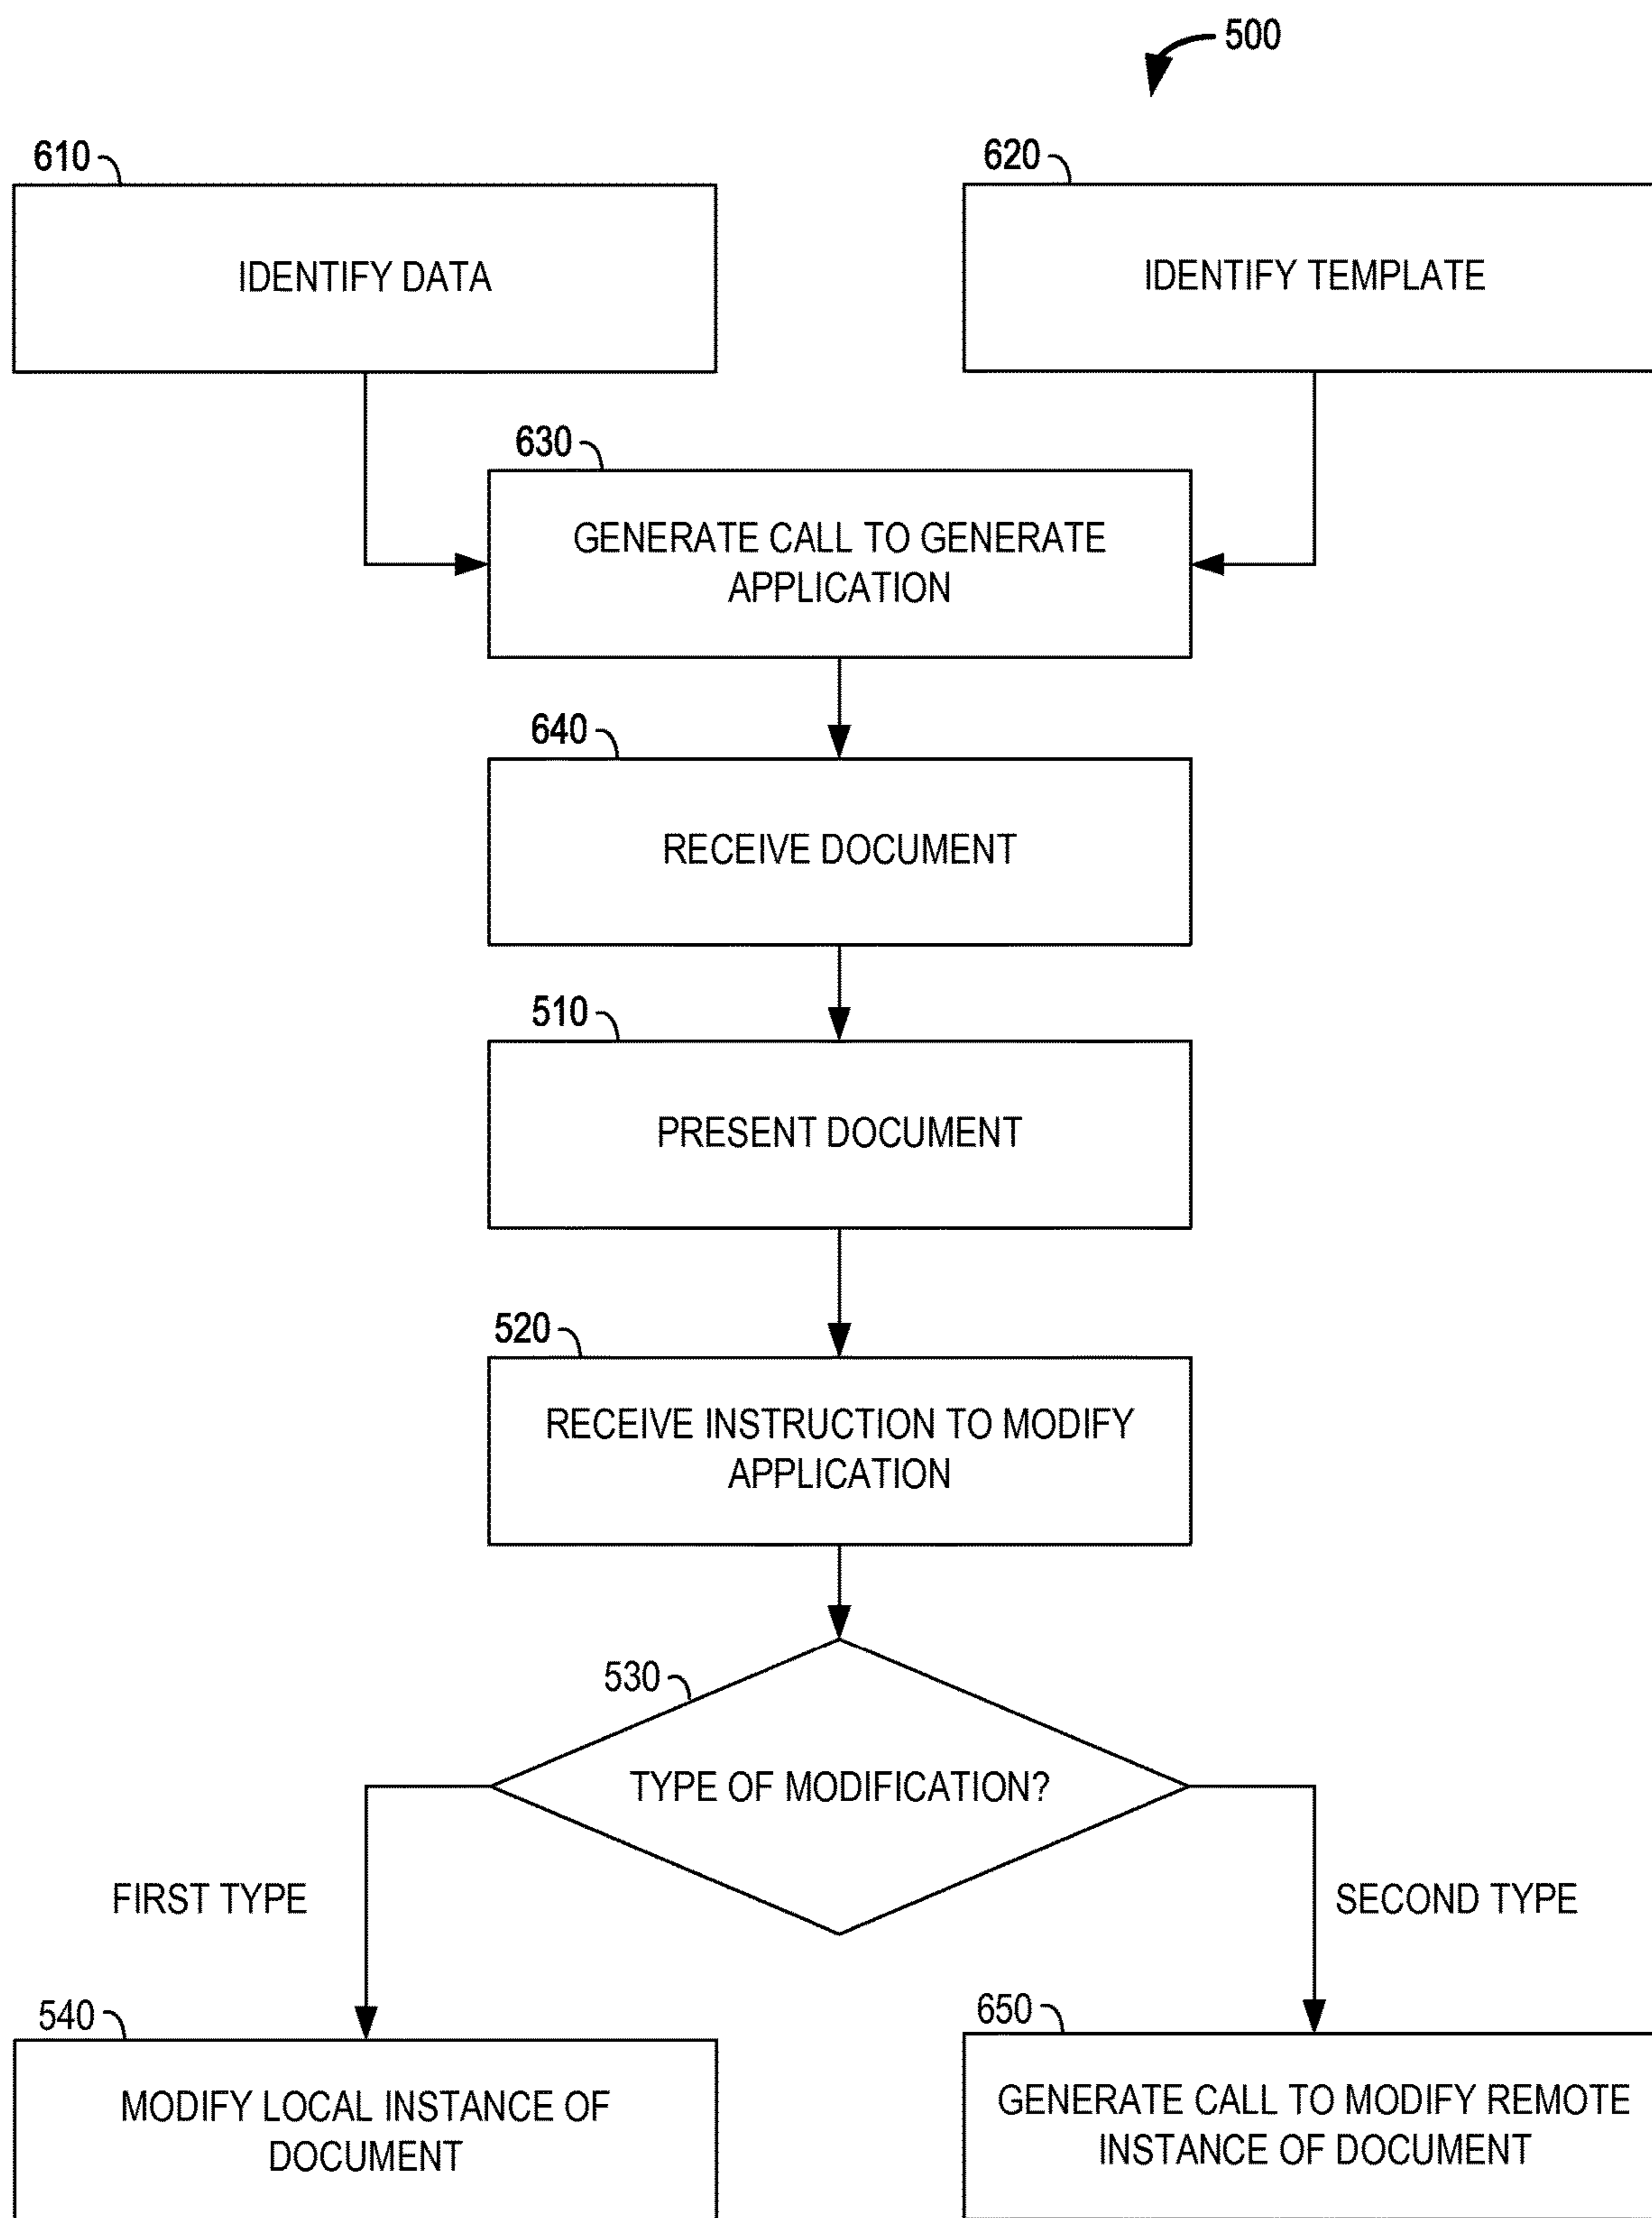 500
610
IDENTIFY DATA
620
IDENTIFY TEMPLATE
630
GENERATE CALL TO GENERATE
APPLICATION
640
RECEIVE DOCUMENT
510
PRESENT DOCUMENT
520
RECEIVE INSTRUCTION TO MODIFY
APPLICATION
530
TYPE OF MODIFICATION?
FIRST TYPE
SECOND TYPE
540
MODIFY LOCAL INSTANCE OF
DOCUMENT
650
GENERATE CALL TO MODIFY REMOTE
INSTANCE OF DOCUMENT